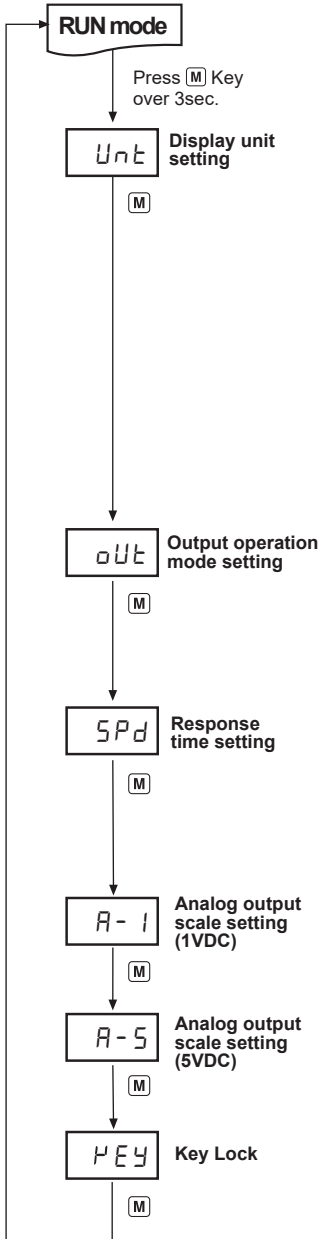 RUN mode
Press M Key
over 3sec.
Unt
Display unit
setting
M
oUt
Output operation
mode setting
M
SPd
Response
time setting
M
A-1
Analog output
scale setting
(1VDC)
M
A-5
Analog output
scale setting
(5VDC)
M
KEY
Key Lock
M